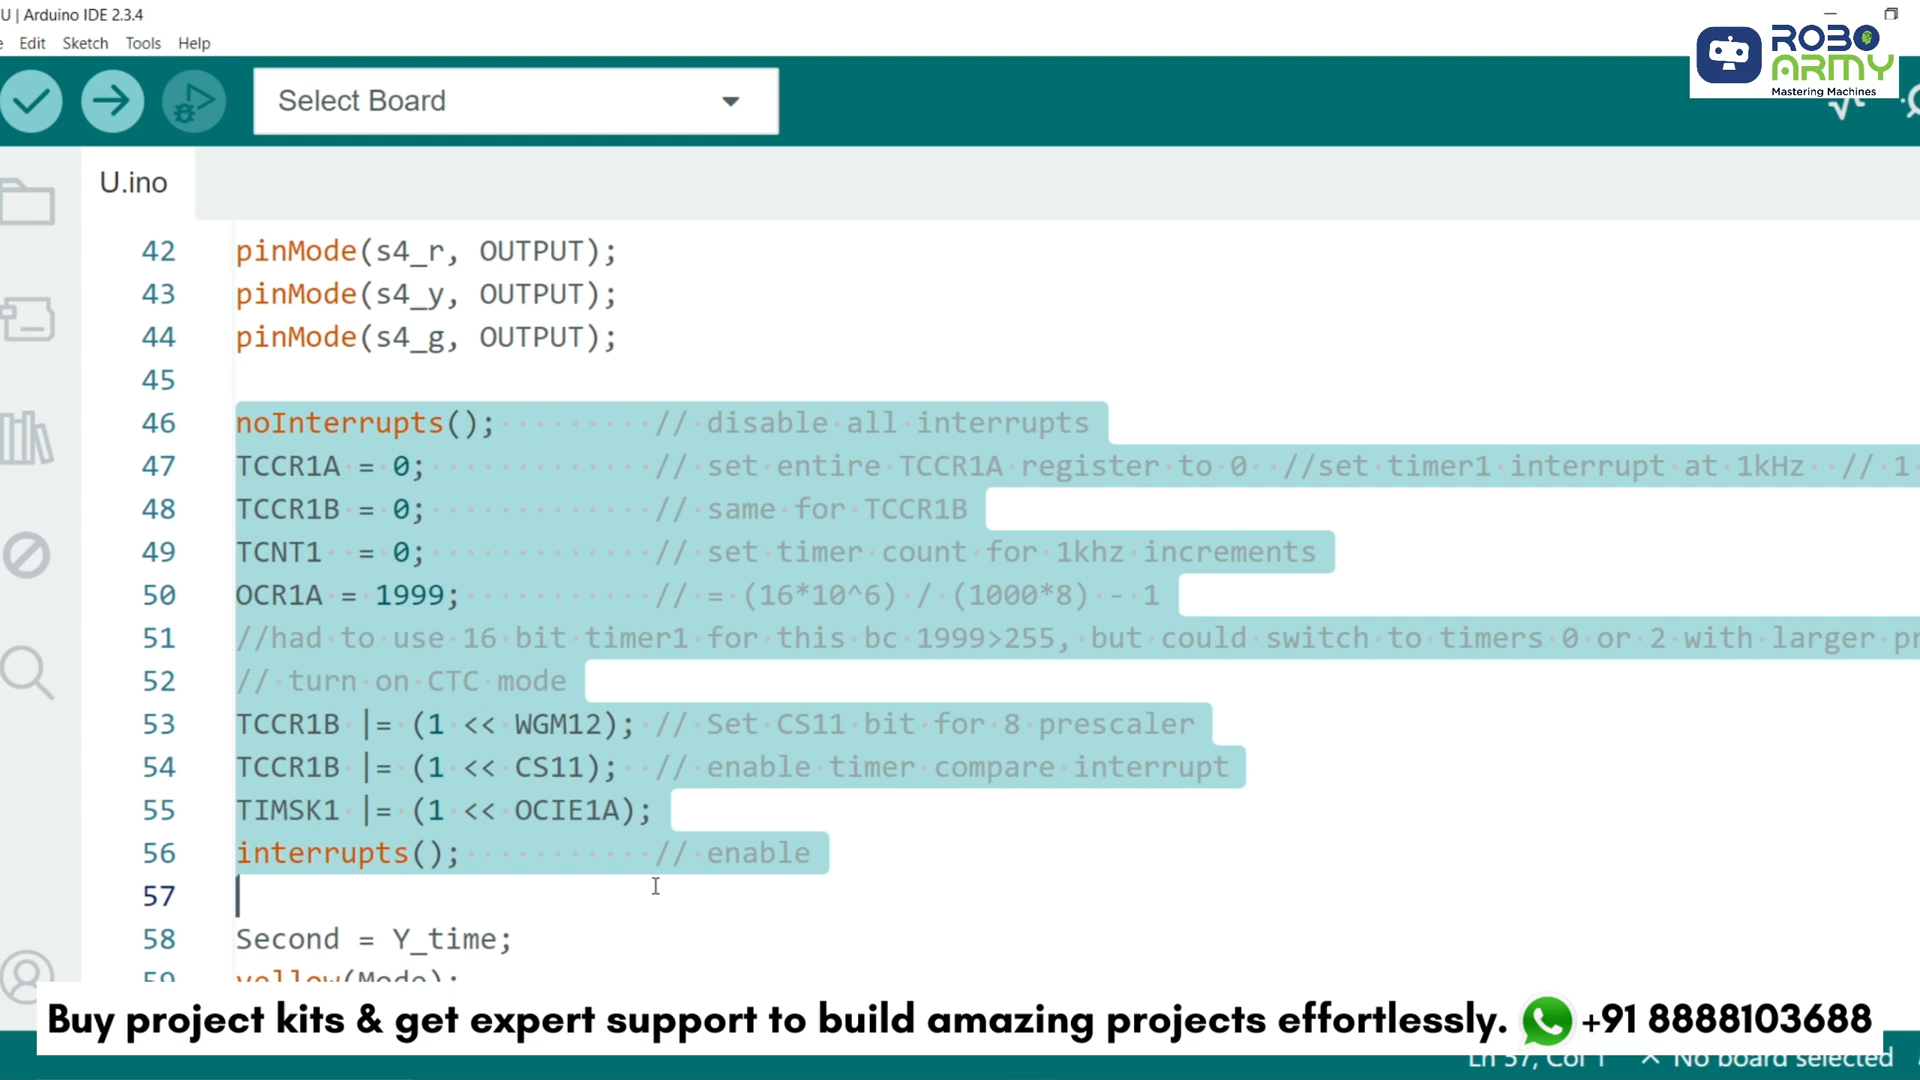 U | Arduino IDE 2.3.4
Edit Sketch Tools Help
ROBO
ARMY
Mastering Machines
Select Board
U.ino
42 pinMode(s4_r, OUTPUT);
43 pinMode(s4_y, OUTPUT);
44 pinMode(s4_g, OUTPUT);
45
46 noInterrupts(); // disable all interrupts
47 TCCR1A = 0; // set entire TCCR1A register to 0 //set timer1 interrupt at 1kHz // 1
48 TCCR1B = 0; // same for TCCR1B
49 TCNT1 = 0; // set timer count for 1khz increments
50 OCR1A = 1999; // = (16*10^6) / (1000*8) - 1
51 //had to use 16 bit timer1 for this bc 1999>255, but could switch to timers 0 or 2 with larger pr
52 // turn on CTC mode
53 TCCR1B |= (1 << WGM12); // Set CS11 bit for 8 prescaler
54 TCCR1B |= (1 << CS11); // enable timer compare interrupt
55 TIMSK1 |= (1 << OCIE1A);
56 interrupts(); // enable
57
58 Second = Y_time;
59 yellow(Mode);
Buy project kits & get expert support to build amazing projects effortlessly. +91 8888103688
Ln 57, Col 1 No board selected